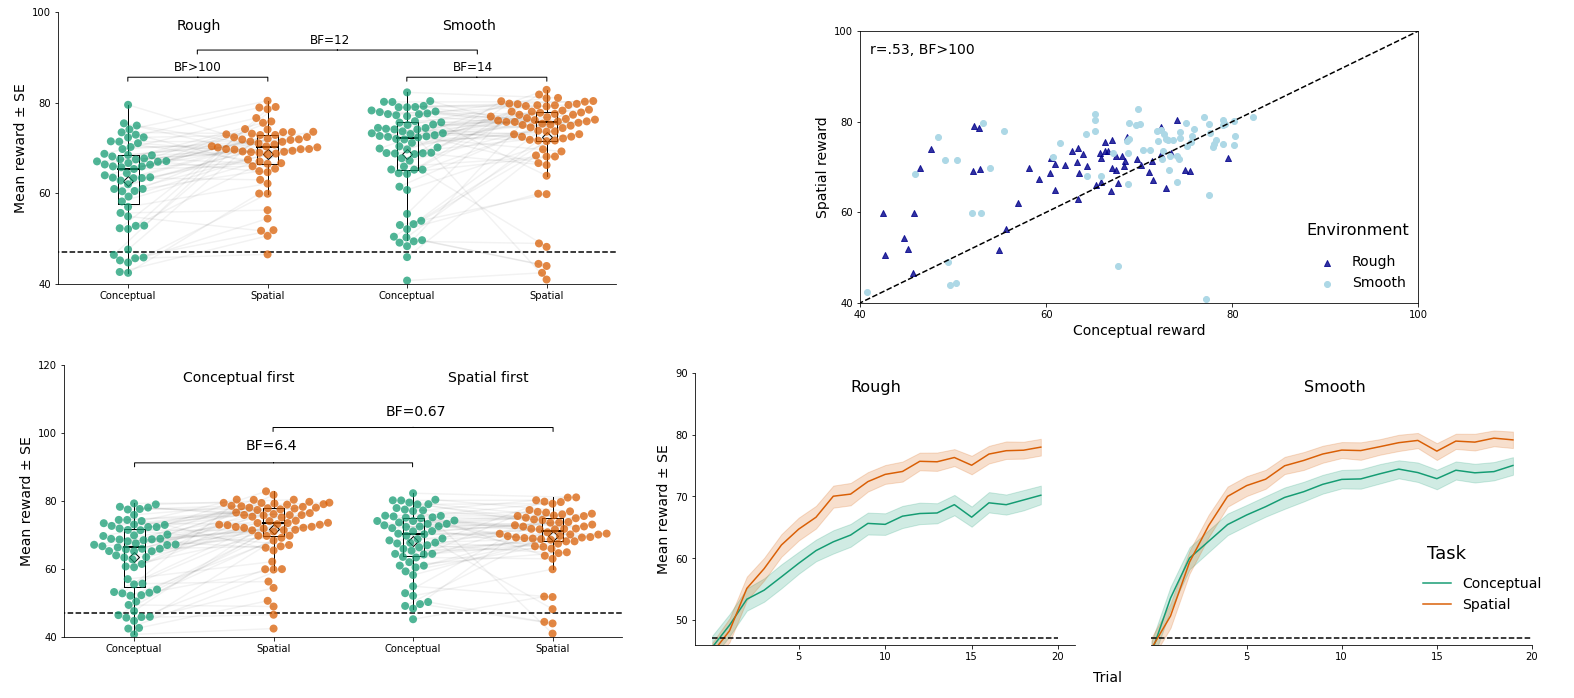 100
80
60
40
Mean reward ± SE
Rough
Smooth
BF=12
BF>100
BF=14
Conceptual
Spatial
Conceptual
Spatial
100
80
60
40
Spatial reward
r=.53, BF>100
Environment
Rough
Smooth
40
60
80
100
Conceptual reward
120
100
80
60
40
Mean reward ± SE
Conceptual first
Spatial first
BF=0.67
BF=6.4
Conceptual
Spatial
Conceptual
Spatial
90
80
70
60
50
Mean reward ± SE
Rough
Smooth
Task
Conceptual
Spatial
5
10
15
20
5
10
15
20
Trial